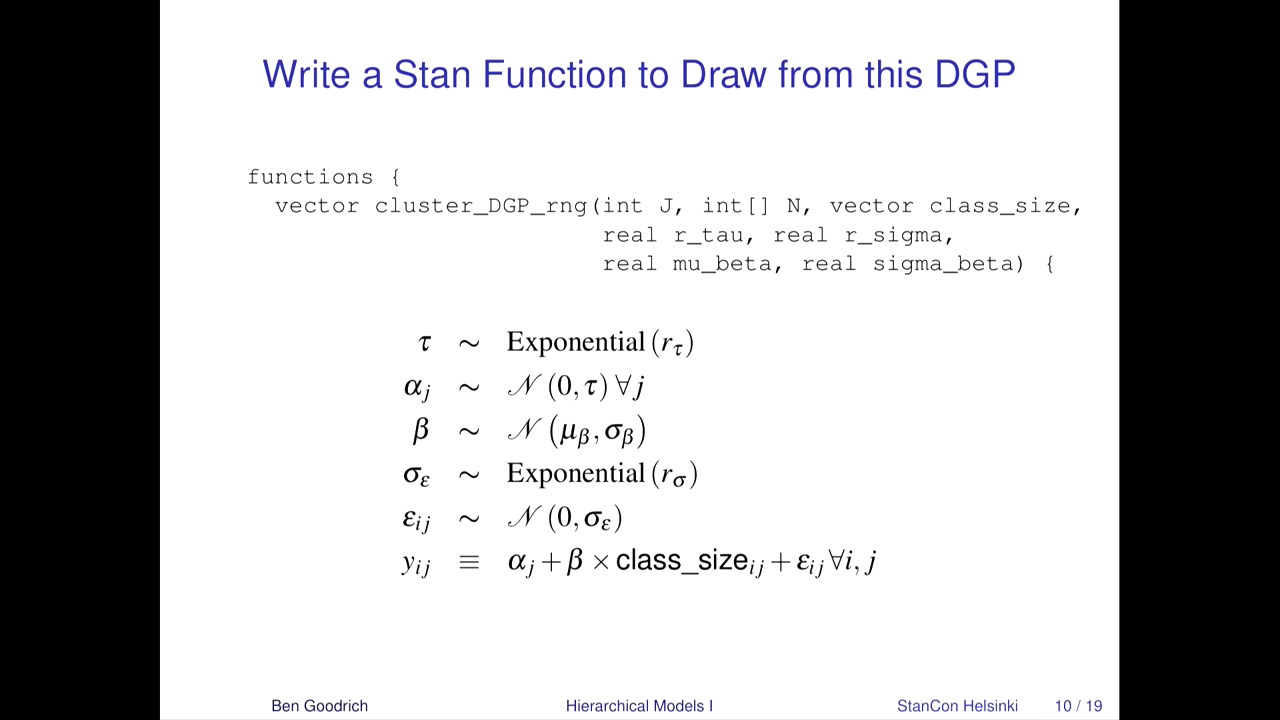 Write a Stan Function to Draw from this DGP
functions {
vector cluster_DGP_rng(int J, int[] N, vector class_size,
real r_tau, real r_sigma,
real mu_beta, real sigma_beta) {
τ ∼ Exponential (r_τ)
α_j ∼ 𝒩 (0, τ) ∀ j
β ∼ 𝒩 (μ_β, σ_β)
σ_ε ∼ Exponential (r_σ)
ε_ij ∼ 𝒩 (0, σ_ε)
y_ij ≡ α_j + β × class_size_ij + ε_ij ∀i, j
Ben Goodrich Hierarchical Models I StanCon Helsinki 10 / 19